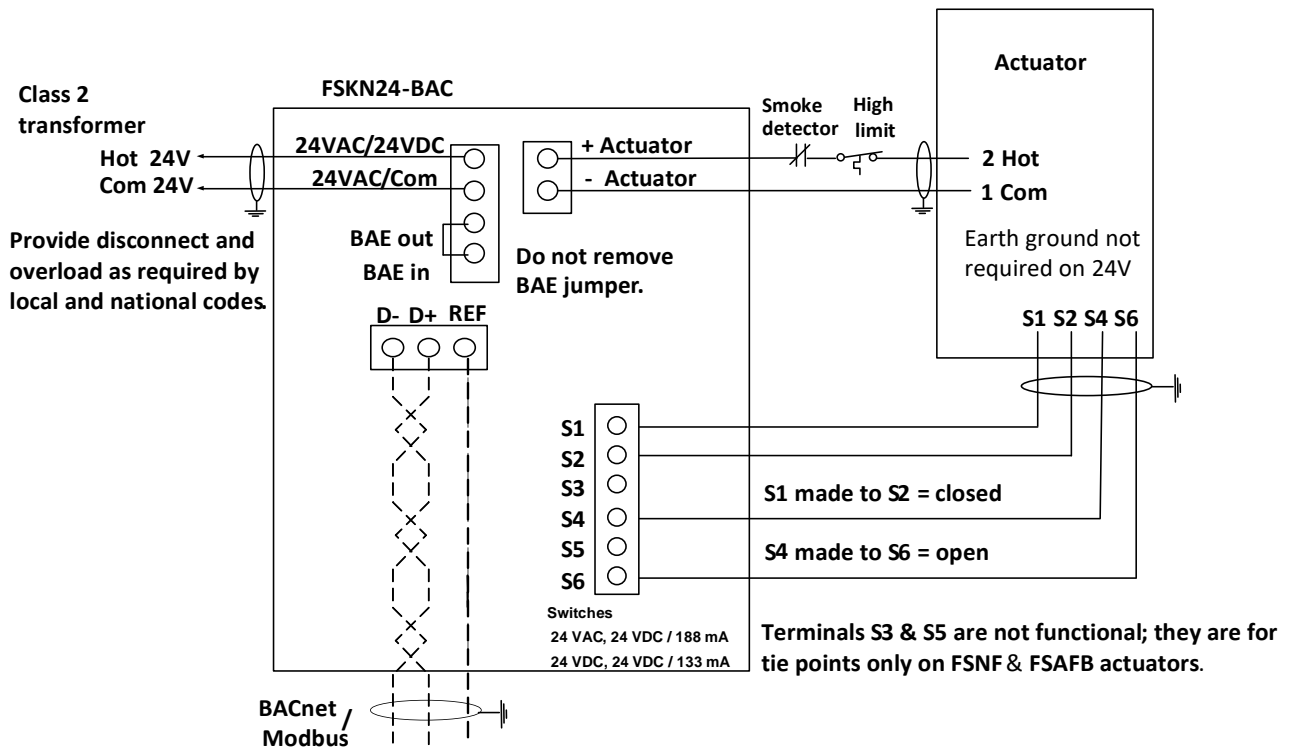 Class 2
transformer
Hot 24V
Com 24V
Provide disconnect and
overload as required by
local and national codes.
FSKN24-BAC
24VAC/24VDC
24VAC/Com
BAE out
BAE in
+ Actuator
- Actuator
Do not remove
BAE jumper.
Smoke
detector
High
limit
Actuator
2 Hot
1 Com
Earth ground not
required on 24V
S1 S2 S4 S6
D- D+ REF
S1
S2
S3
S4
S5
S6
S1 made to S2 = closed
S4 made to S6 = open
Switches
24 VAC, 24 VDC / 188 mA
24 VDC, 24 VDC / 133 mA
Terminals S3 & S5 are not functional; they are for
tie points only on FSNF & FSAFB actuators.
BACnet /
Modbus